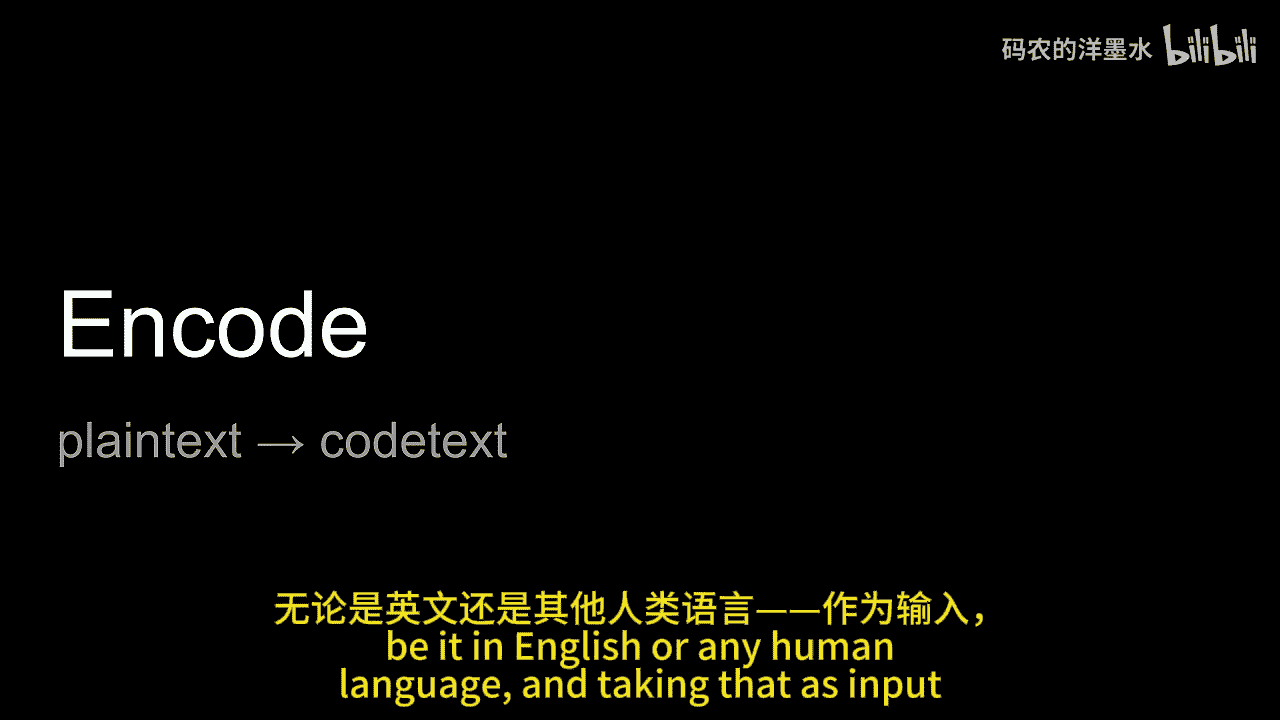 码农的洋墨水 bilibili
Encode
plaintext → codetext
无论是英文还是其他人类语言——作为输入，
be it in English or any human
language, and taking that as input